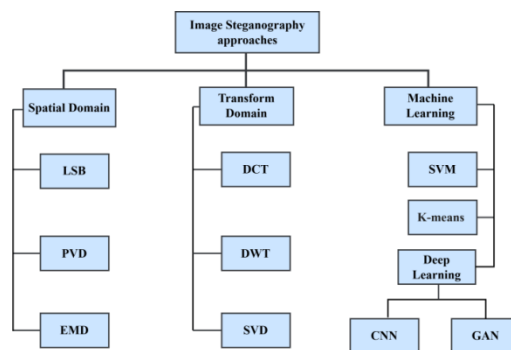 Image Steganography
approaches
Spatial Domain
Transform
Domain
Machine
Learning
LSB
DCT
SVM
K-means
PVD
DWT
Deep
Learning
EMD
SVD
CNN
GAN